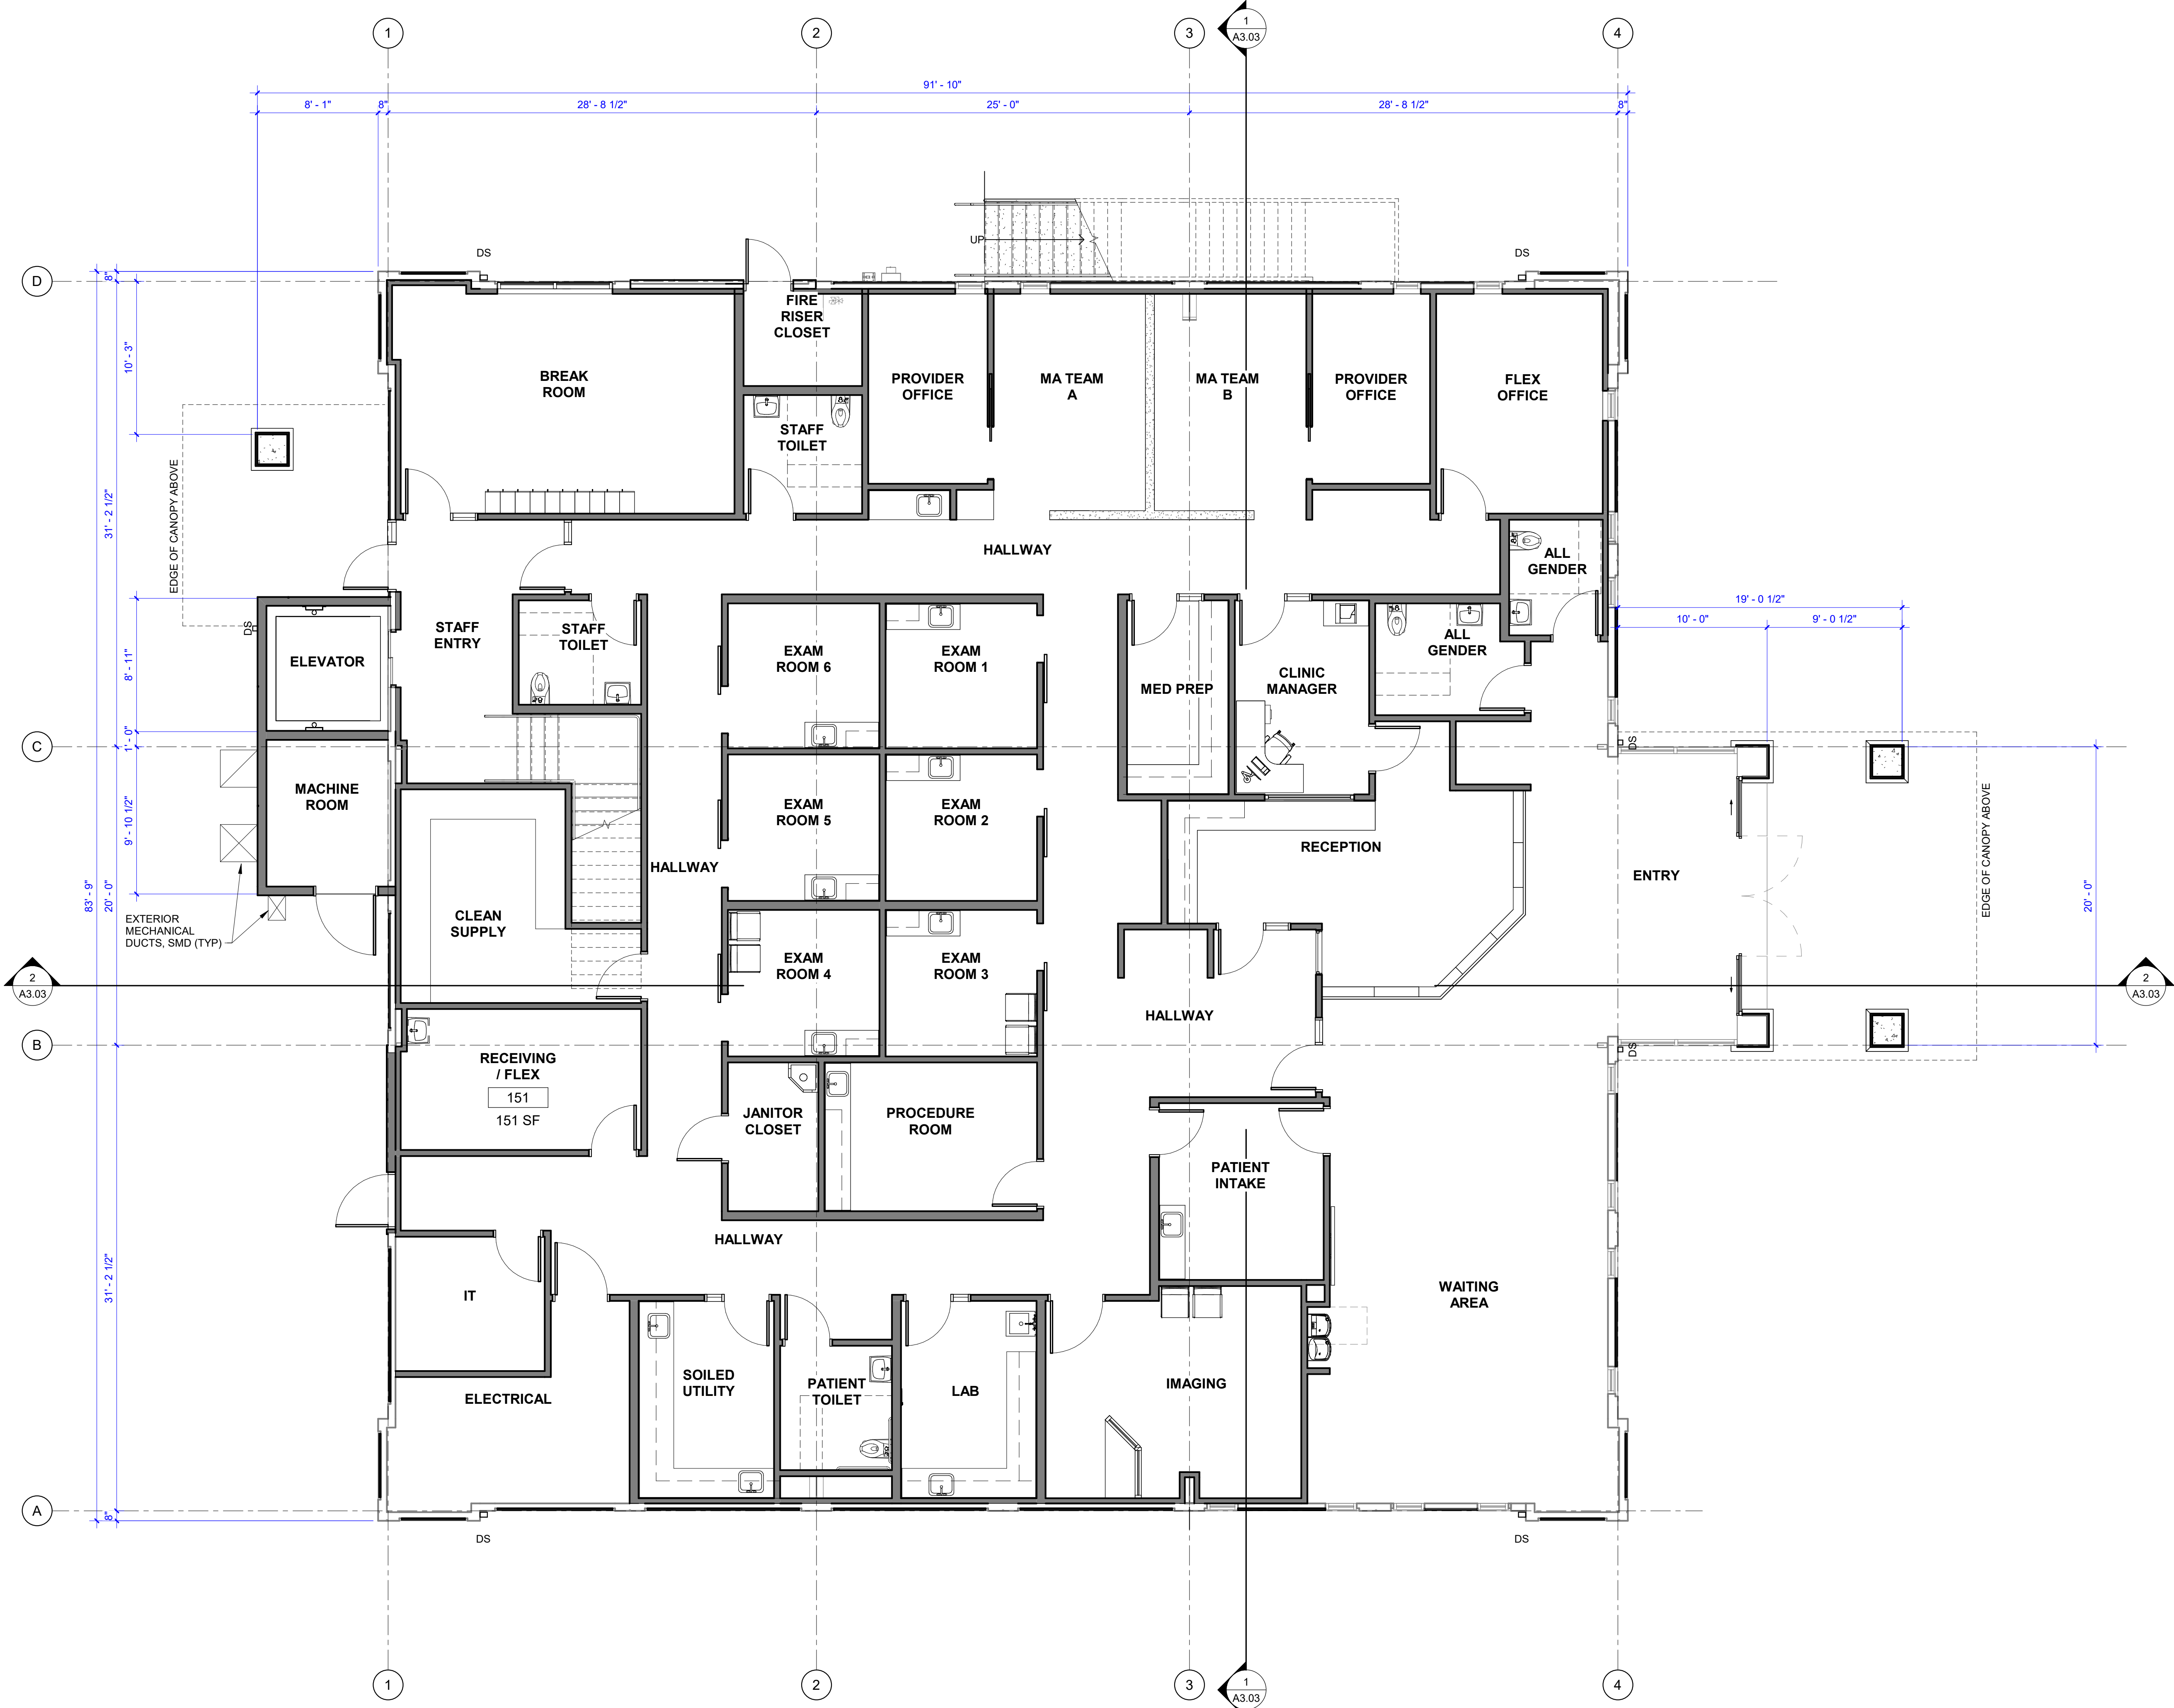 1
2
3
4
1
A3.03
91' - 10"
8' - 1"
8"
28' - 8 1/2"
25' - 0"
28' - 8 1/2"
8"
UP
DS
DS
D
8"
FIRE
RISER
CLOSET
10' - 3"
BREAK
ROOM
PROVIDER
OFFICE
MA TEAM
A
MA TEAM
B
PROVIDER
OFFICE
FLEX
OFFICE
STAFF
TOILET
EDGE OF CANOPY ABOVE
31' - 2 1/2"
HALLWAY
ALL
GENDER
19' - 0 1/2"
10' - 0"
9' - 0 1/2"
DS
STAFF
ENTRY
STAFF
TOILET
ELEVATOR
8' - 11"
EXAM
ROOM 6
EXAM
ROOM 1
MED PREP
CLINIC
MANAGER
ALL
GENDER
C
1' - 0"
DS
MACHINE
ROOM
9' - 10 1/2"
EXAM
ROOM 5
EXAM
ROOM 2
RECEPTION
HALLWAY
ENTRY
EDGE OF CANOPY ABOVE
83' - 9"
20' - 0"
20' - 0"
EXTERIOR
MECHANICAL
DUCTS, SMD (TYP)
CLEAN
SUPPLY
EXAM
ROOM 4
EXAM
ROOM 3
2
A3.03
2
A3.03
HALLWAY
B
DS
RECEIVING
/ FLEX
151
151 SF
JANITOR
CLOSET
PROCEDURE
ROOM
PATIENT
INTAKE
HALLWAY
31' - 2 1/2"
IT
WAITING
AREA
ELECTRICAL
SOILED
UTILITY
PATIENT
TOILET
LAB
IMAGING
A
8"
DS
DS
1
2
3
1
A3.03
4